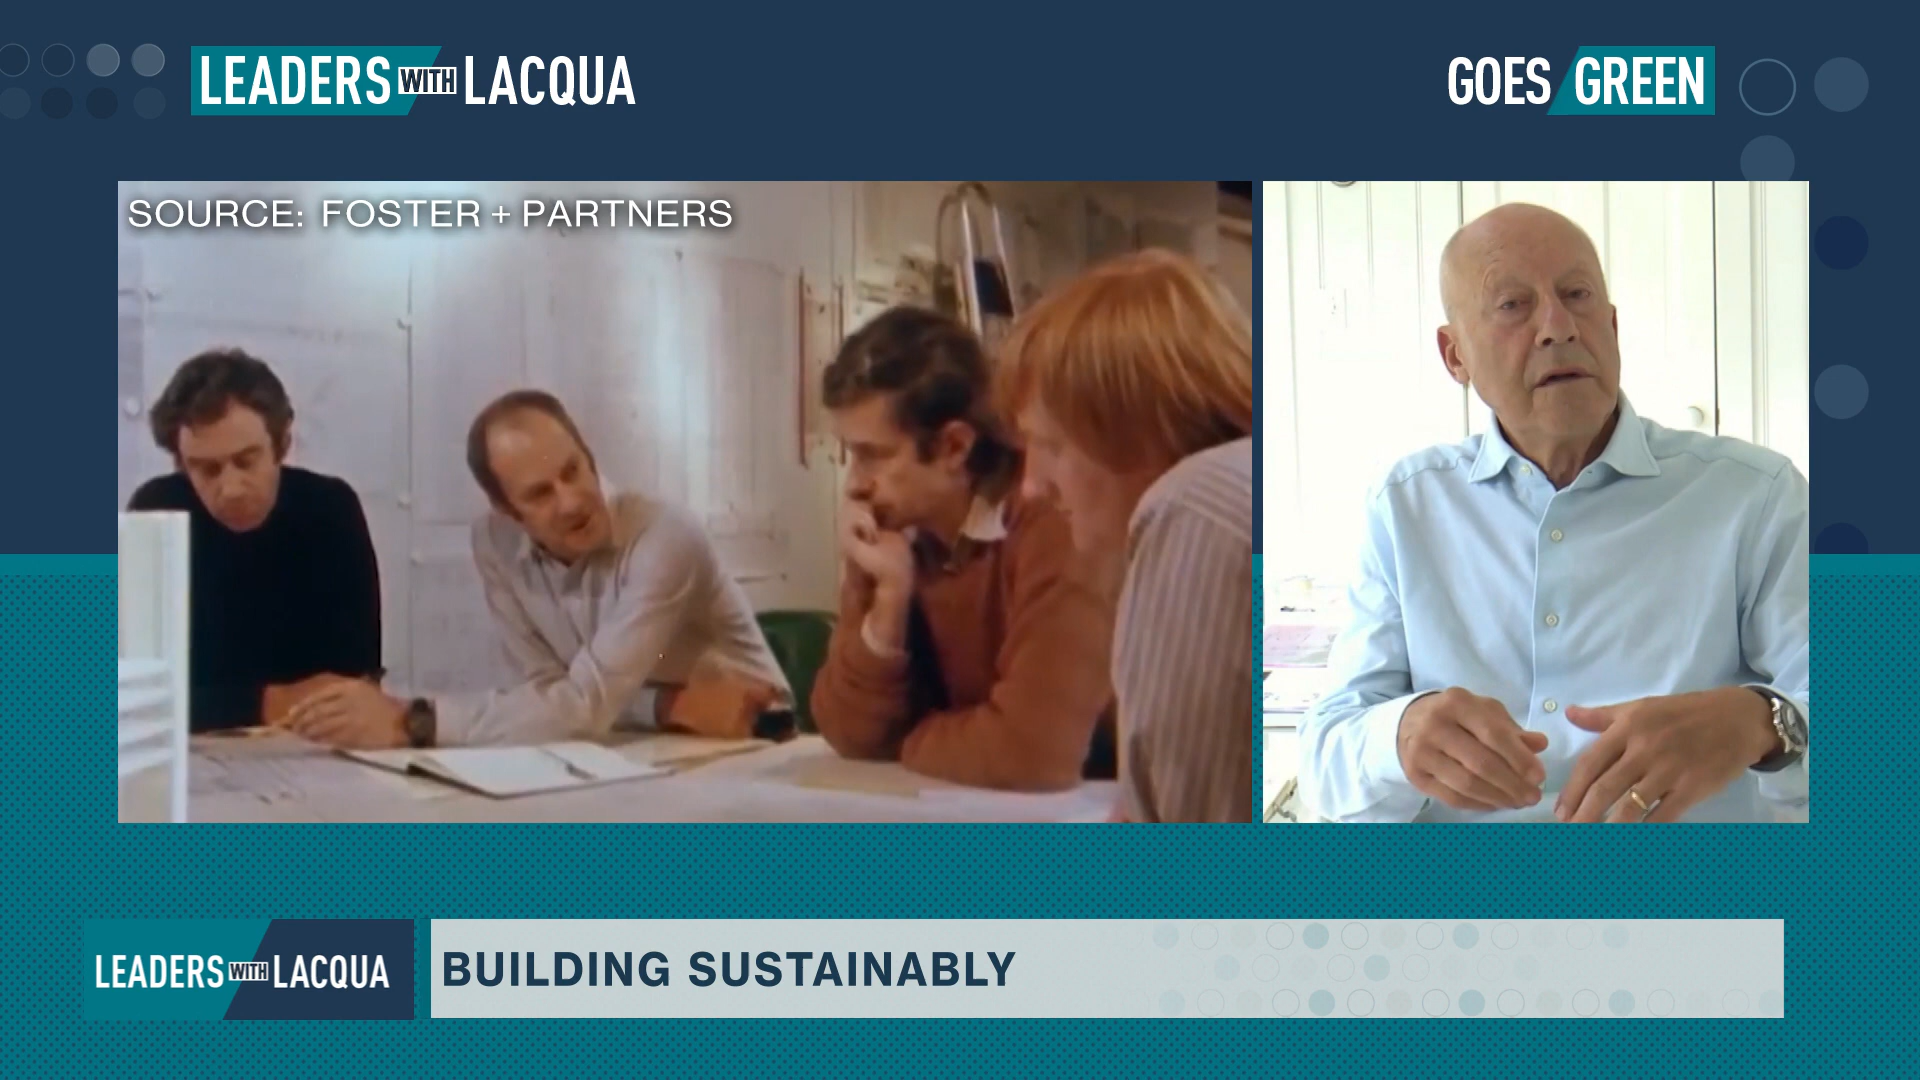 LEADERS WITH LACQUA
GOES GREEN
SOURCE: FOSTER + PARTNERS
LEADERS WITH LACQUA
BUILDING SUSTAINABLY